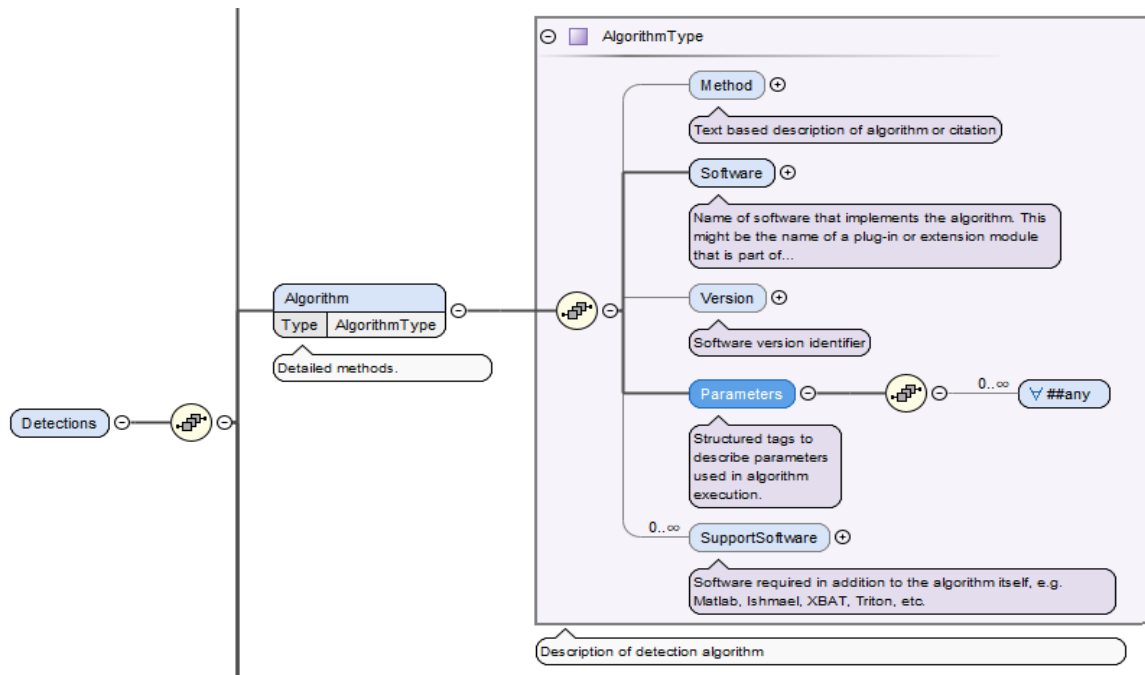 AlgorithmType
Method
Text based description of algorithm or citation
Software
Name of software that implements the algorithm. This
might be the name of a plug-in or extension module
that is part of...
Algorithm
Type AlgorithmType
Detailed methods.
Version
Software version identifier
Detections
Parameters
0..∞
∀ ##any
Structured tags to
describe parameters
used in algorithm
execution.
0..∞
SupportSoftware
Software required in addition to the algorithm itself, e.g.
Matlab, Ishmael, XBAT, Triton, etc.
Description of detection algorithm